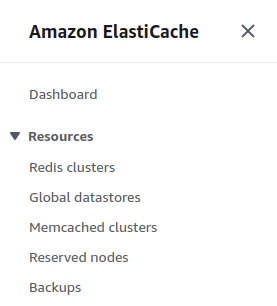 Amazon ElastiCache
Dashboard
Resources
Redis clusters
Global datastores
Memcached clusters
Reserved nodes
Backups